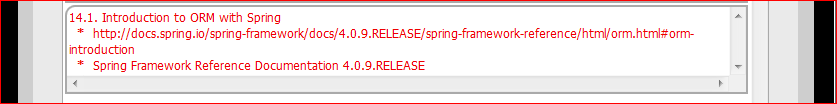 14.1. Introduction to ORM with Spring
* http://docs.spring.io/spring-framework/docs/4.0.9.RELEASE/spring-framework-reference/html/orm.html#orm-
introduction
* Spring Framework Reference Documentation 4.0.9.RELEASE